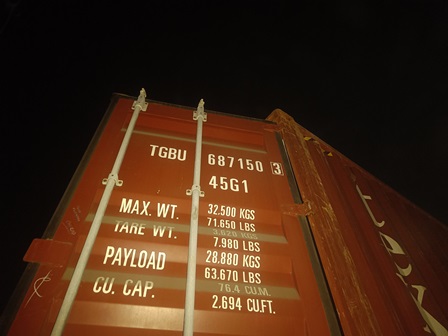 TGBU 687150 3
45G1
MAX. WT. 32.500 KGS
71.650 LBS
TARE WT. 3.620 KGS
7.980 LBS
PAYLOAD 28.880 KGS
63.670 LBS
CU. CAP. 76.4 CU.M.
2.694 CU.FT.
tex